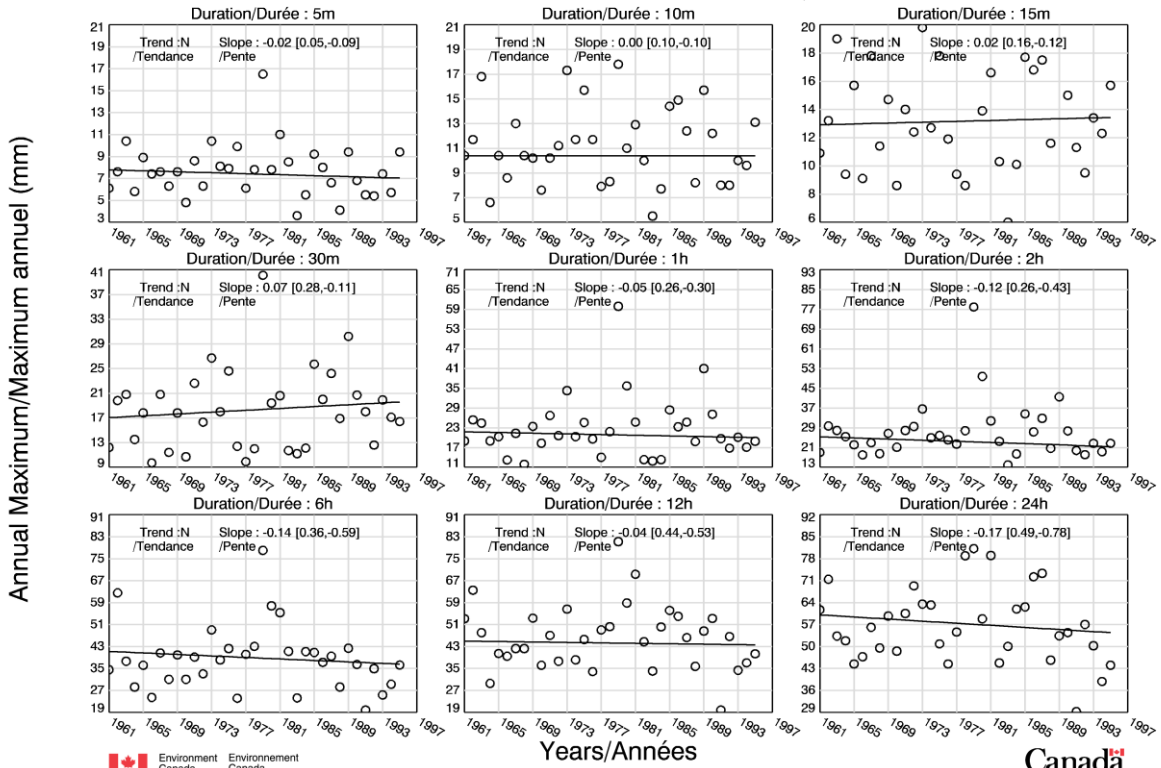 Duration/Durée : 5m
Duration/Durée : 10m
Duration/Durée : 15m
21 19 17 15 13 11 9 7 5 3
Trend :N Slope : -0.02 [0.05,-0.09]
/Tendance /Pente
21 19 17 15 13 11 9 7 5
Trend :N Slope : 0.00 [0.10,-0.10]
/Tendance /Pente
20 18 16 14 12 10 8 6
Trend :N Slope : 0.02 [0.16,-0.12]
/Tendance /Pente
1961 1965 1969 1973 1977 1981 1985 1989 1993 1997
1961 1965 1969 1973 1977 1981 1985 1989 1993 1997
1961 1965 1969 1973 1977 1981 1985 1989 1993 1997
Duration/Durée : 30m
Duration/Durée : 1h
Duration/Durée : 2h
41 37 33 29 25 21 17 13 9
Trend :N Slope : 0.07 [0.28,-0.11]
/Tendance /Pente
71 65 59 53 47 41 35 29 23 17 11
Trend :N Slope : -0.05 [0.26,-0.30]
/Tendance /Pente
93 85 77 69 61 53 45 37 29 21 13
Trend :N Slope : -0.12 [0.26,-0.43]
/Tendance /Pente
1961 1965 1969 1973 1977 1981 1985 1989 1993 1997
1961 1965 1969 1973 1977 1981 1985 1989 1993 1997
1961 1965 1969 1973 1977 1981 1985 1989 1993 1997
Duration/Durée : 6h
Duration/Durée : 12h
Duration/Durée : 24h
91 83 75 67 59 51 43 35 27 19
Trend :N Slope : -0.14 [0.36,-0.59]
/Tendance /Pente
91 83 75 67 59 51 43 35 27 19
Trend :N Slope : -0.04 [0.44,-0.53]
/Tendance /Pente
92 85 78 71 64 57 50 43 36 29
Trend :N Slope : -0.17 [0.49,-0.78]
/Tendance /Pente
1961 1965 1969 1973 1977 1981 1985 1989 1993 1997
1961 1965 1969 1973 1977 1981 1985 1989 1993 1997
1961 1965 1969 1973 1977 1981 1985 1989 1993 1997
Annual Maximum/Maximum annuel (mm)
Years/Années
Environment Environnement
Canada Canada
Canada